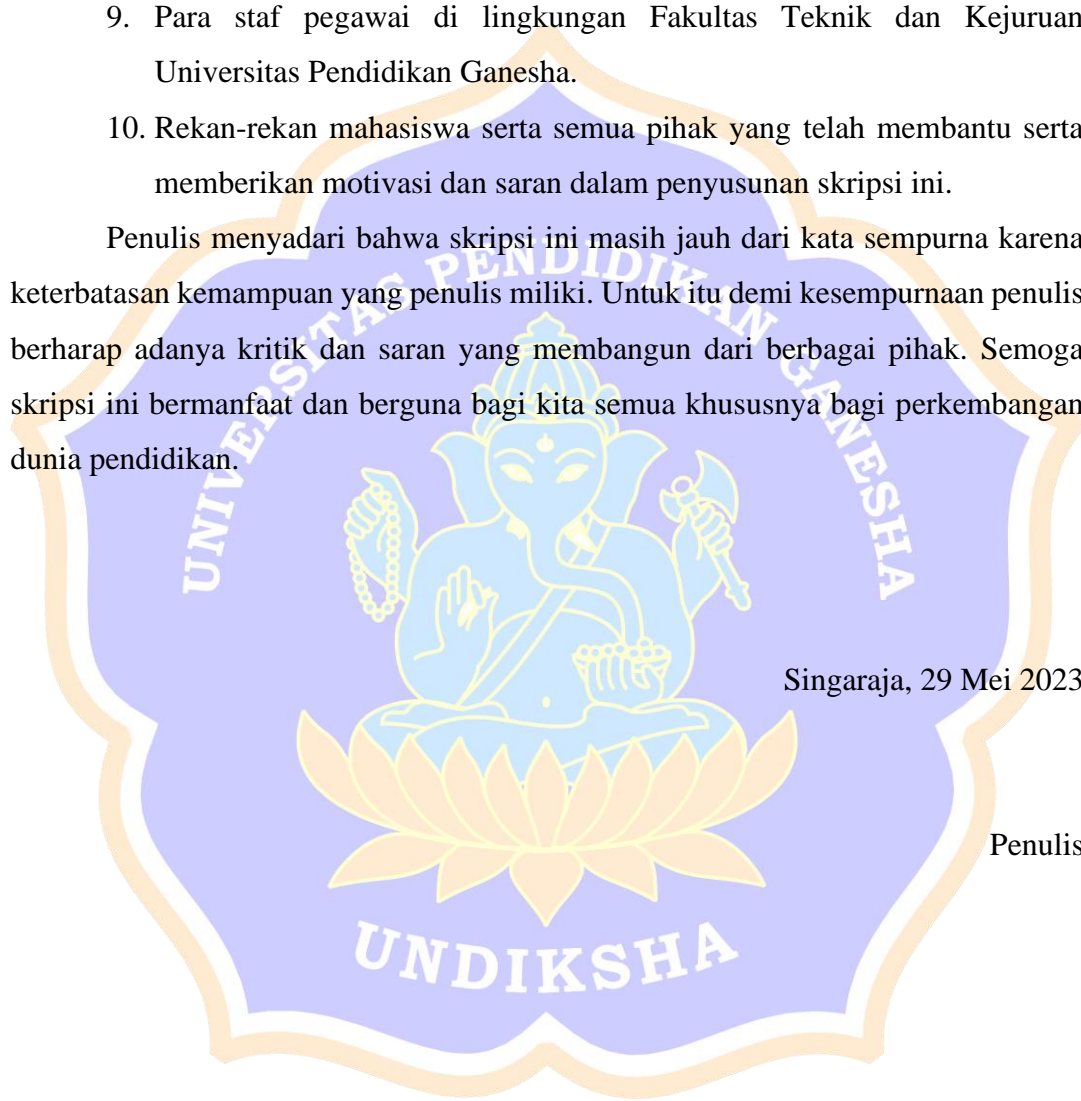 9. Para staf pegawai di lingkungan Fakultas Teknik dan Kejuruan
Universitas Pendidikan Ganesha.
10. Rekan-rekan mahasiswa serta semua pihak yang telah membantu serta
memberikan motivasi dan saran dalam penyusunan skripsi ini.
Penulis menyadari bahwa skripsi ini masih jauh dari kata sempurna karena
keterbatasan kemampuan yang penulis miliki. Untuk itu demi kesempurnaan penulis
berharap adanya kritik dan saran yang membangun dari berbagai pihak. Semoga
skripsi ini bermanfaat dan berguna bagi kita semua khususnya bagi perkembangan
dunia pendidikan.
UNIVERSITAS PENDIDIKAN GANESHA
Singaraja, 29 Mei 2023
Penulis
UNDIKSHA